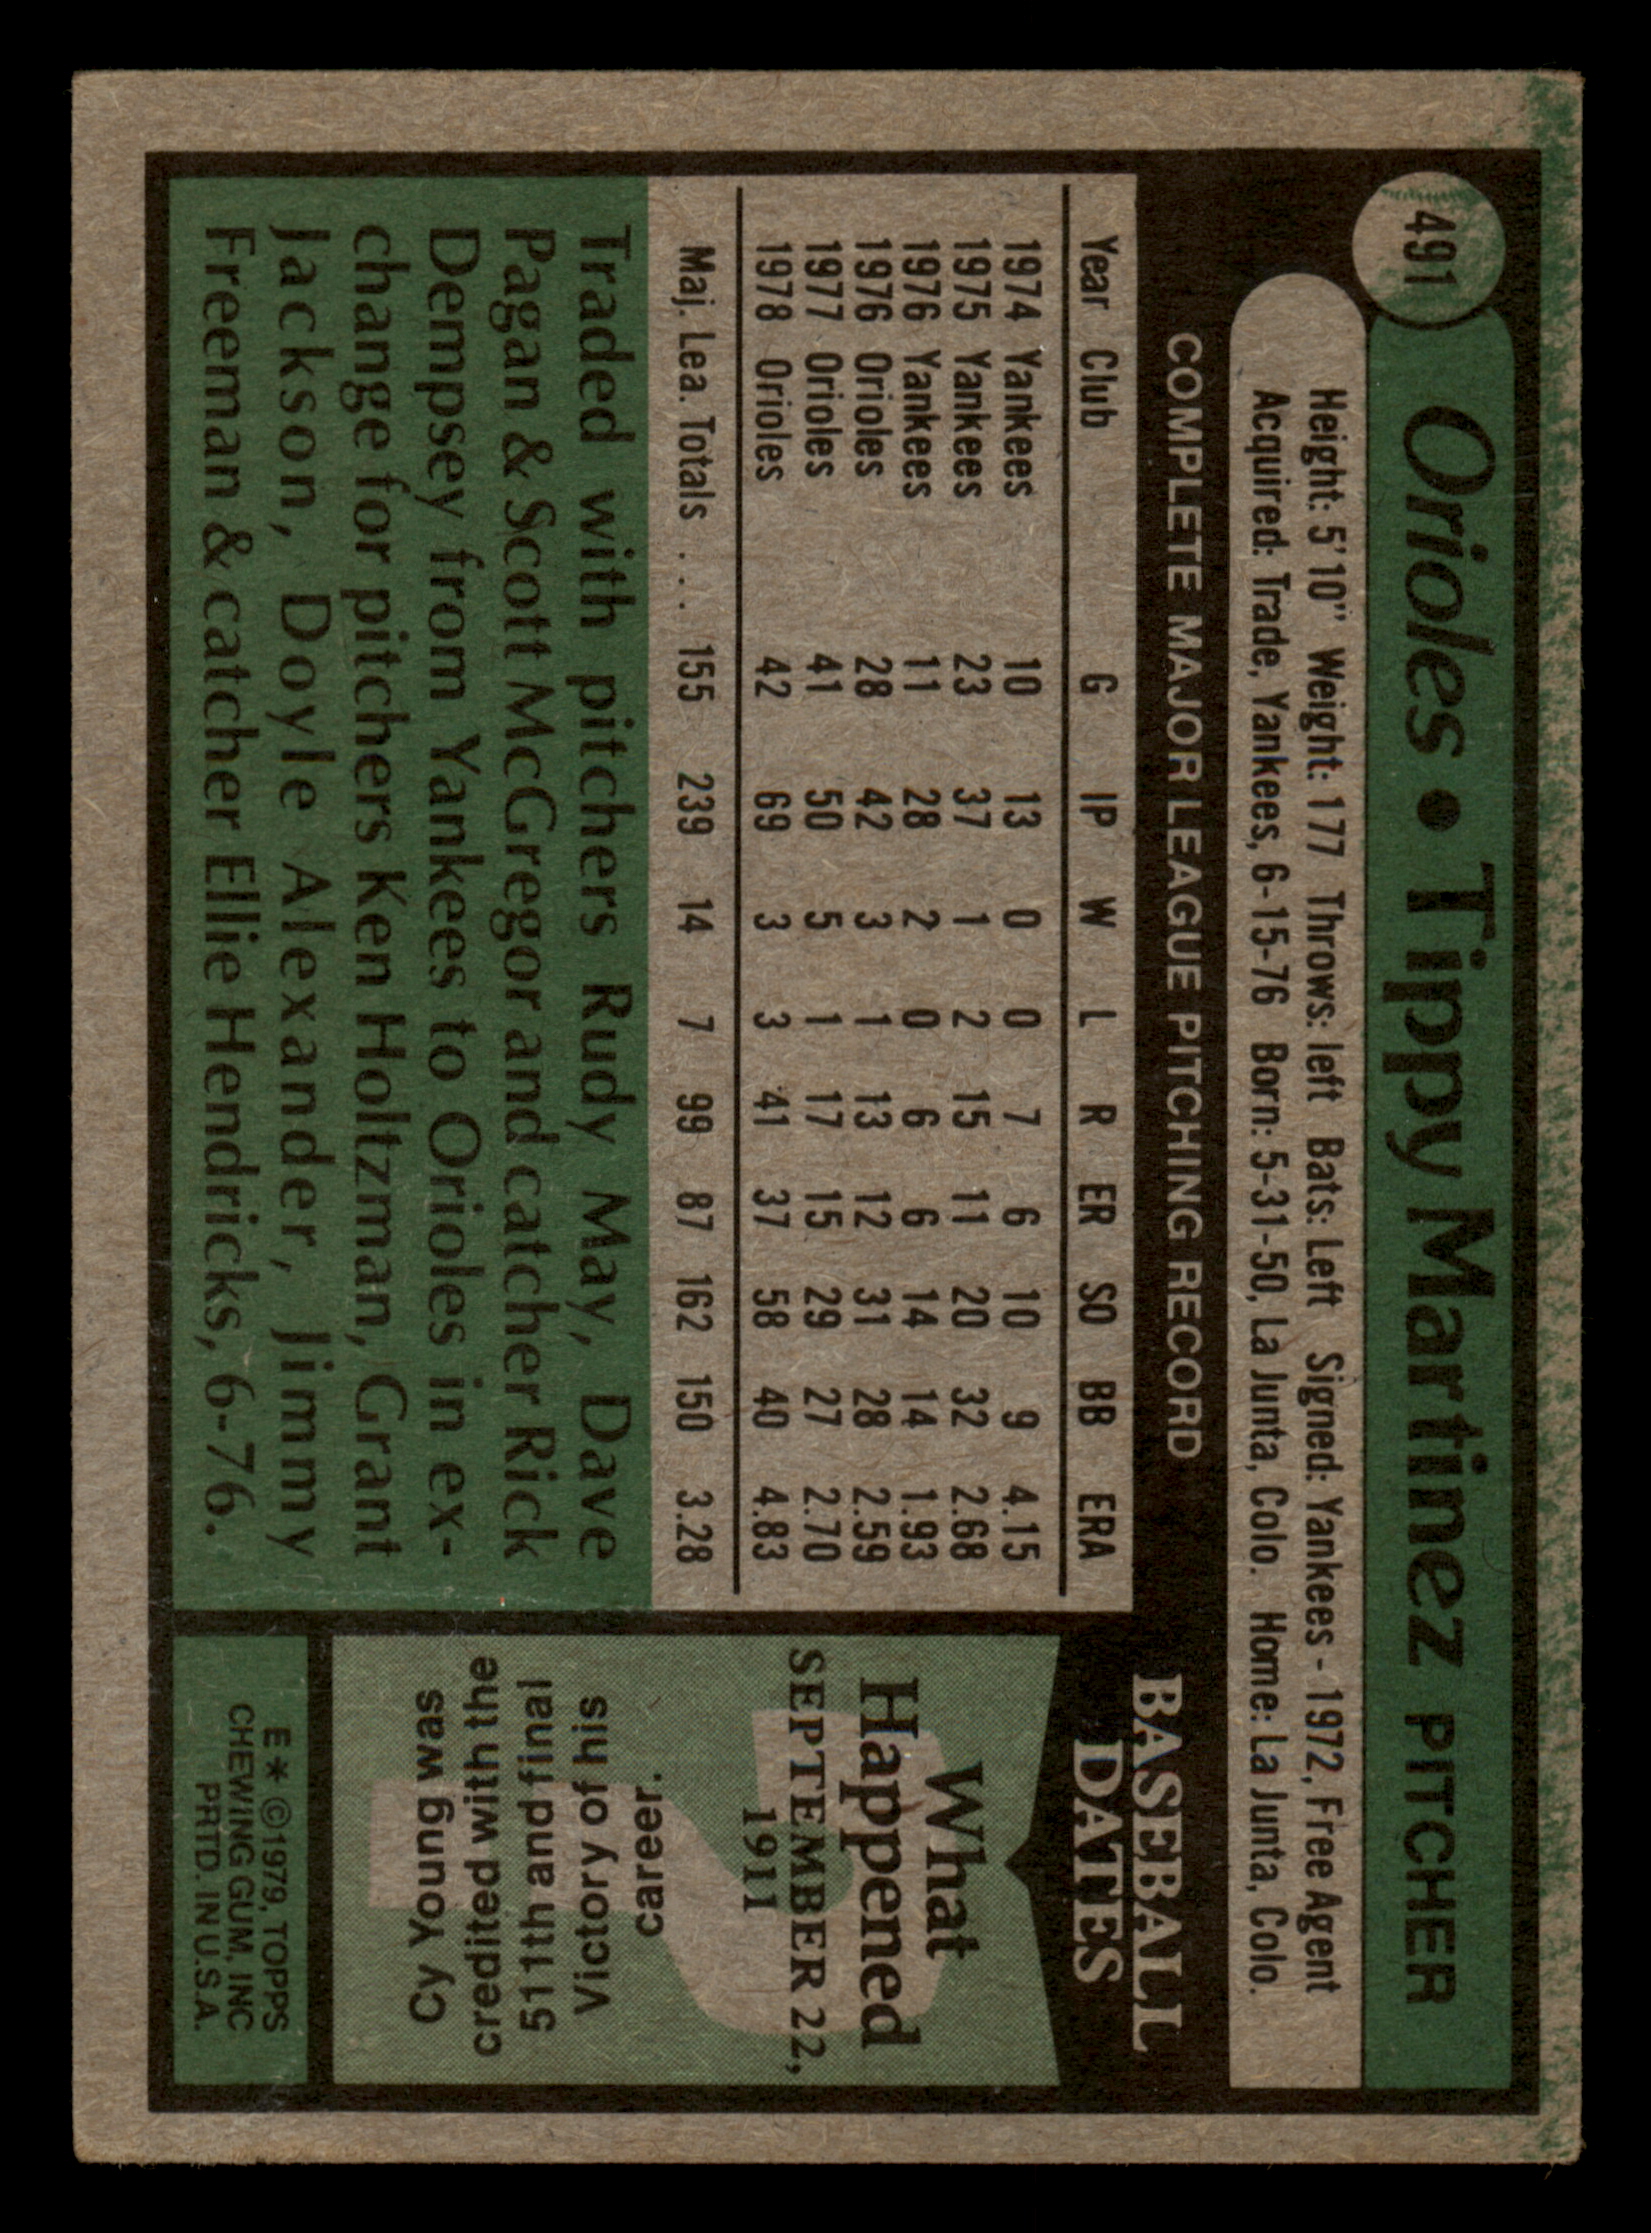 491
Orioles • Tippy Martinez PITCHER
Height: 5'10" Weight: 177 Throws: left Bats: Left Signed: Yankees - 1972, Free Agent
Acquired: Trade, Yankees, 6-15-76 Born: 5-31-50, La Junta, Colo. Home: La Junta, Colo.
COMPLETE MAJOR LEAGUE PITCHING RECORD
Year Club G IP W L R ER SO BB ERA
1974 Yankees 10 13 0 0 7 6 10 9 4.15
1975 Yankees 23 37 1 2 15 11 20 32 2.68
1976 Yankees 11 28 2 0 6 6 14 14 1.93
1976 Orioles 28 42 3 1 13 12 31 28 2.59
1977 Orioles 41 50 5 1 17 15 29 27 2.70
1978 Orioles 42 69 3 3 41 37 58 40 4.83
Maj. Lea. Totals . . . 155 239 14 7 99 87 162 150 3.28
Traded with pitchers Rudy May, Dave
Pagan & Scott McGregor and catcher Rick
Dempsey from Yankees to Orioles in ex-
change for pitchers Ken Holtzman, Grant
Jackson, Doyle Alexander, Jimmy
Freeman & catcher Ellie Hendricks, 6-76.
BASEBALL
DATES
What
Happened
SEPTEMBER 22,
1911
?
Cy Young was
credited with the
511th and final
Victory of his
career.
E * ©1979, TOPPS
CHEWING GUM, INC
PRTD. IN U.S.A.